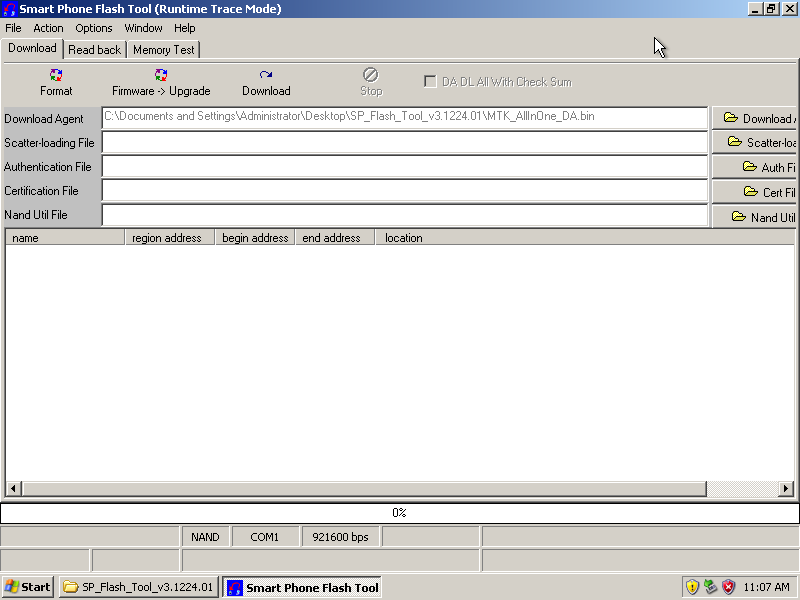 Smart Phone Flash Tool (Runtime Trace Mode)
File Action Options Window Help
Download Read back Memory Test
Format Firmware -> Upgrade Download Stop DA DL All With Check Sum
Download Agent C:\Documents and Settings\Administrator\Desktop\SP_Flash_Tool_v3.1224.01\MTK_AllInOne_DA.bin Download
Scatter-loading File Scatter-loa
Authentication File Auth Fi
Certification File Cert Fil
Nand Util File Nand Util
name region address begin address end address location
0%
NAND COM1 921600 bps
Start SP_Flash_Tool_v3.1224.01 Smart Phone Flash Tool 11:07 AM